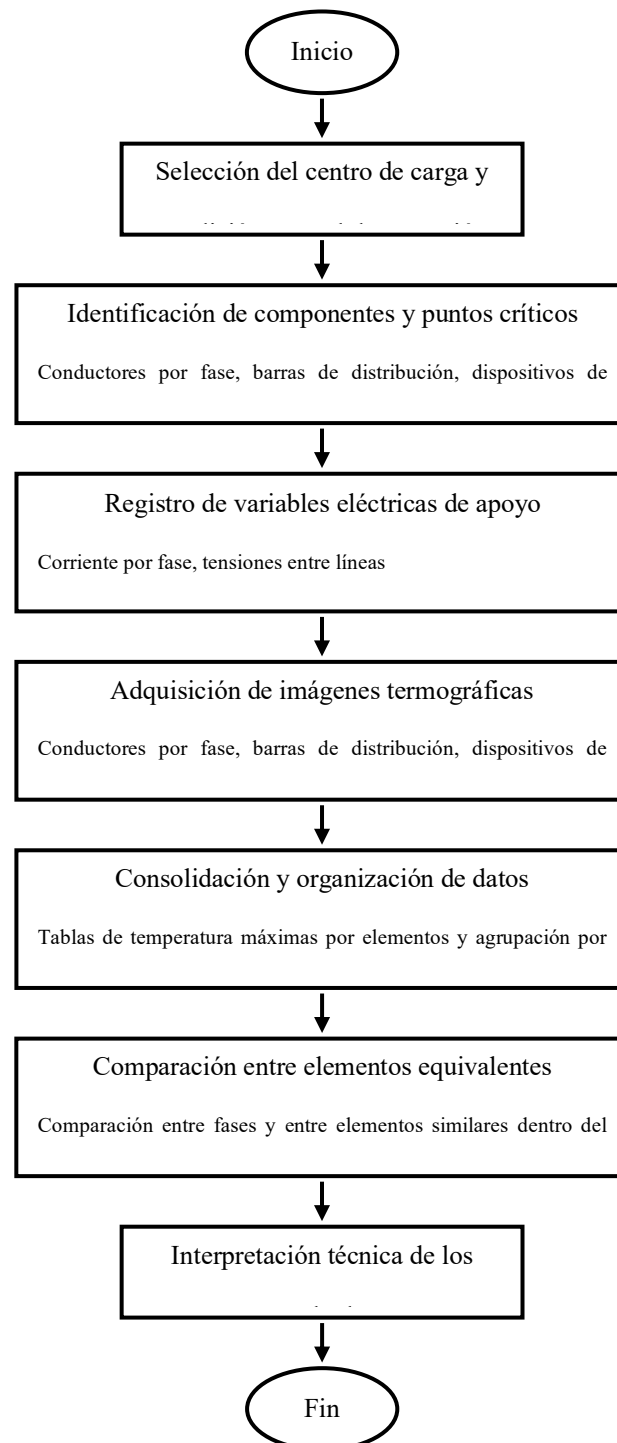 Inicio
Selección del centro de carga y
Identificación de componentes y puntos críticos
Conductores por fase, barras de distribución, dispositivos de
Registro de variables eléctricas de apoyo
Corriente por fase, tensiones entre líneas
Adquisición de imágenes termográficas
Conductores por fase, barras de distribución, dispositivos de
Consolidación y organización de datos
Tablas de temperatura máximas por elementos y agrupación por
Comparación entre elementos equivalentes
Comparación entre fases y entre elementos similares dentro del
Interpretación técnica de los
Fin